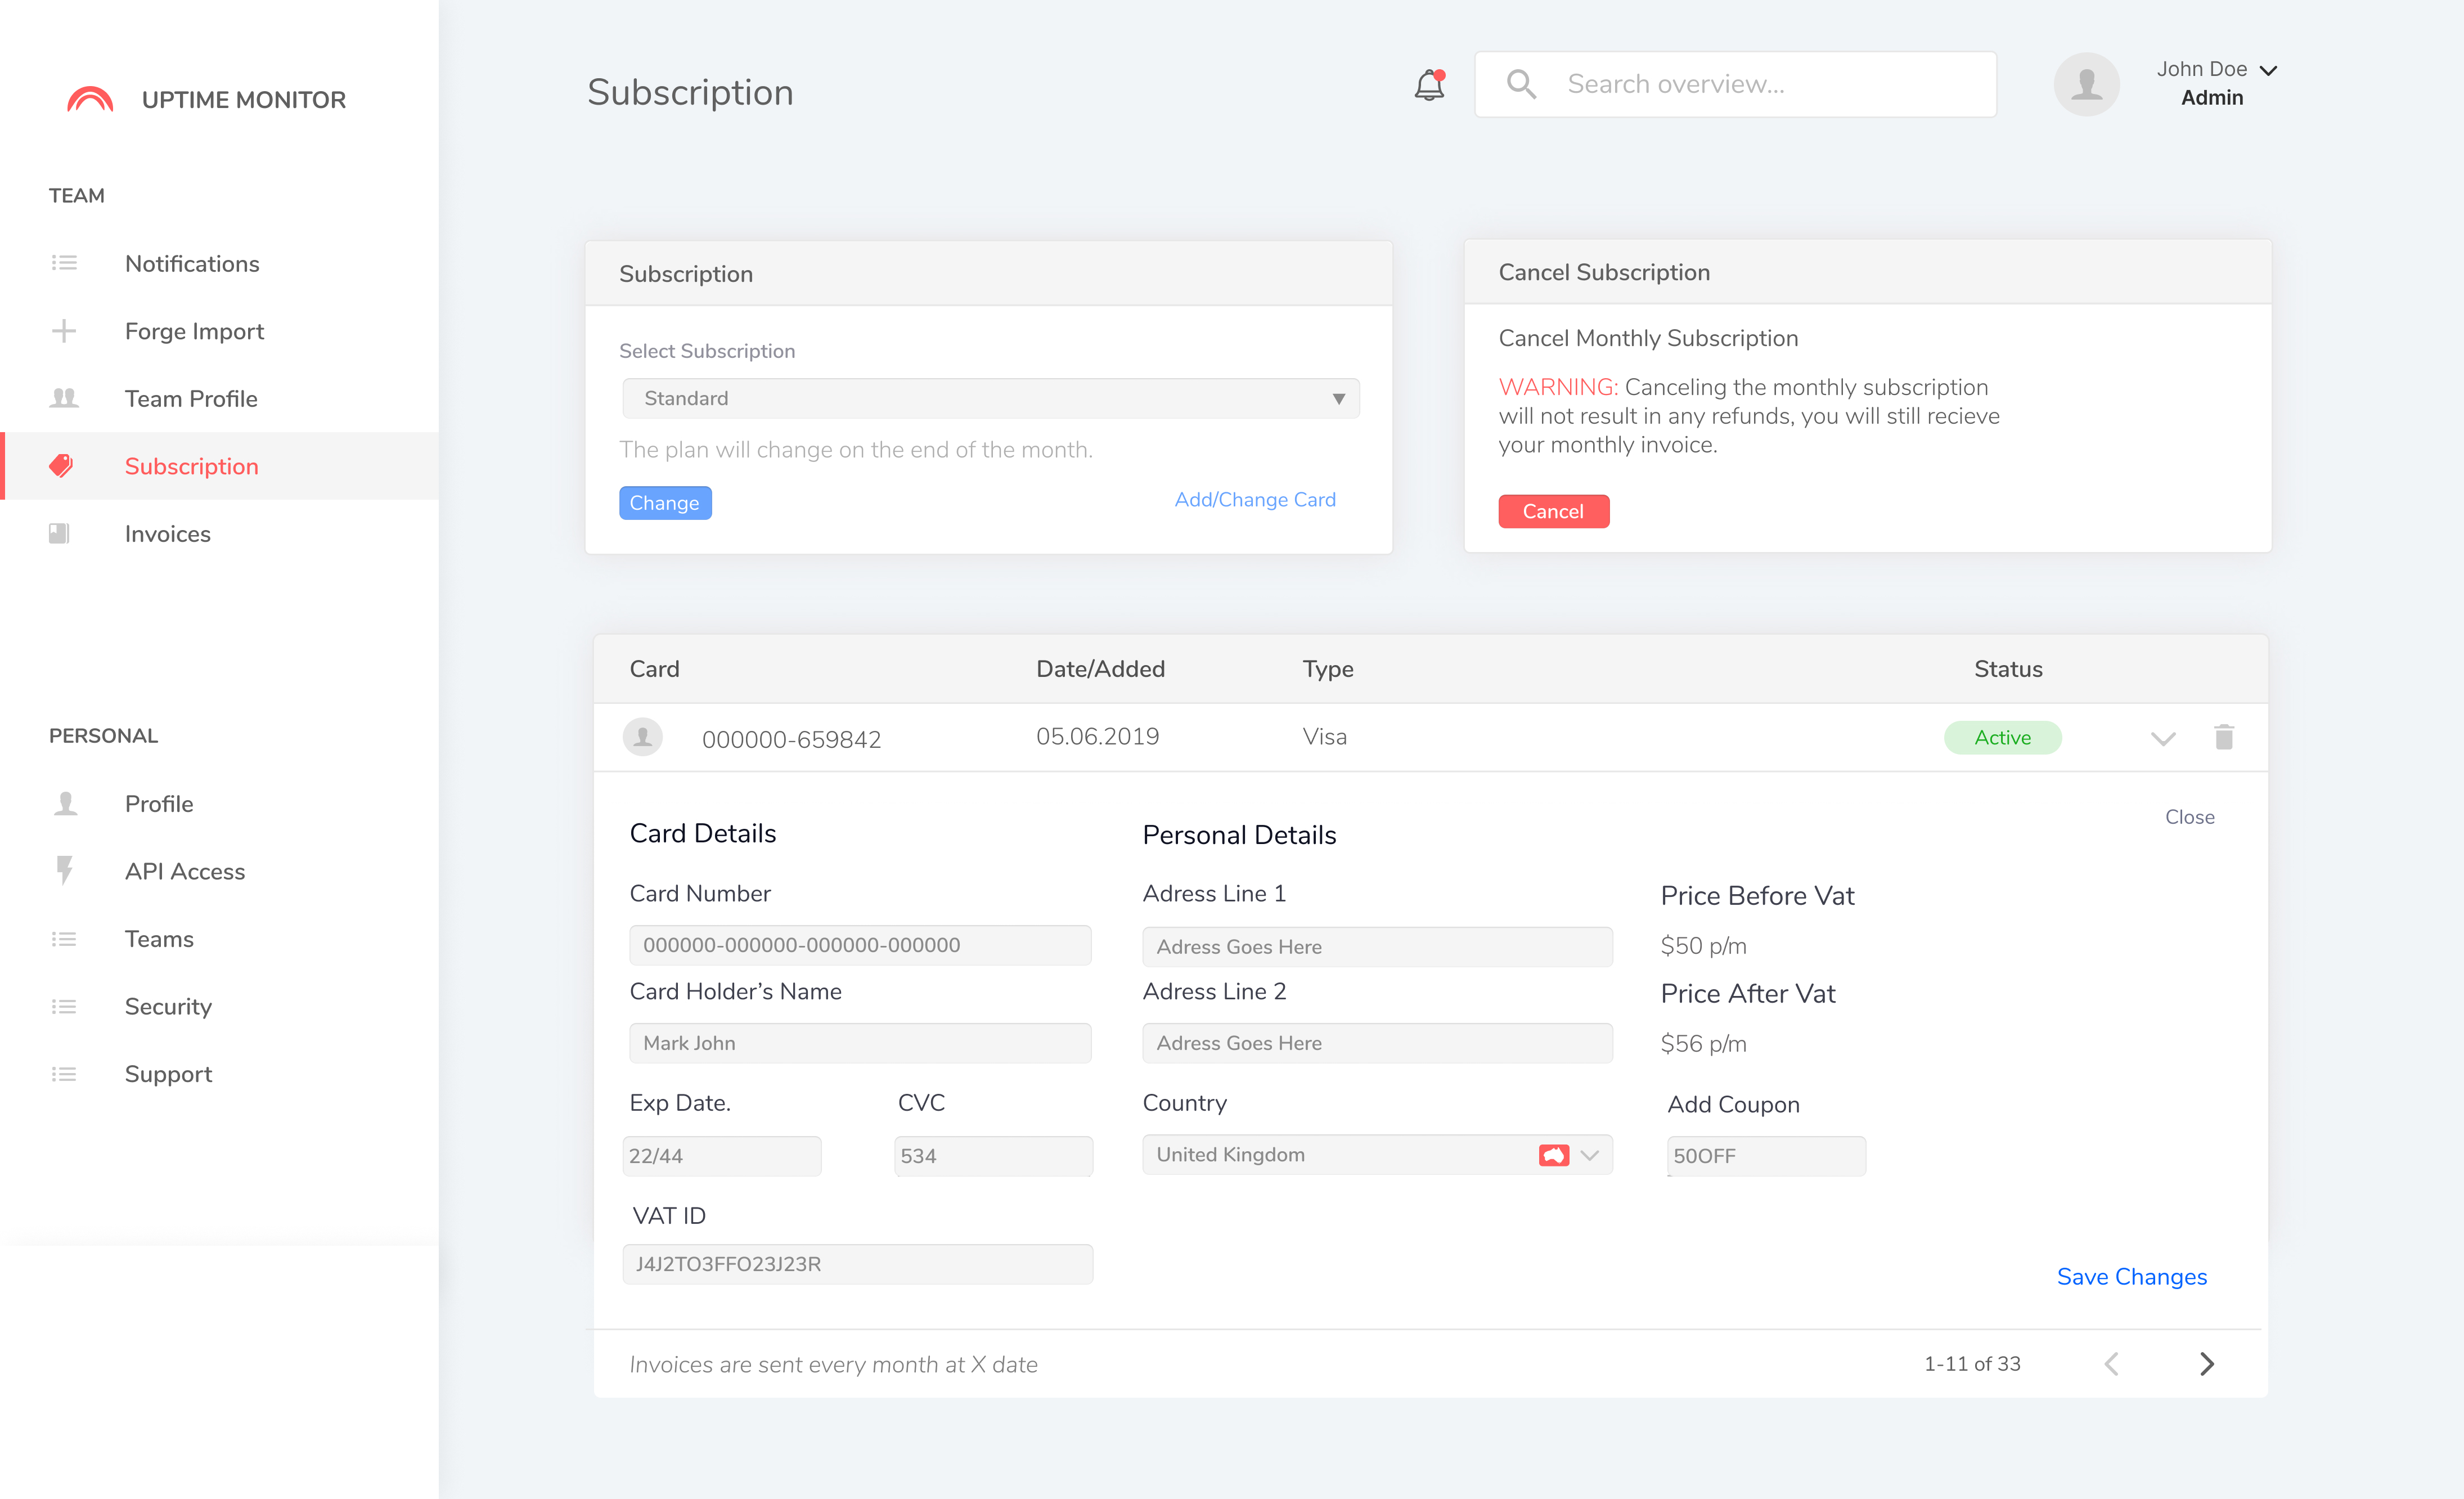 UPTIME MONITOR
TEAM
Notifications
Forge Import
Team Profile
Subscription
Invoices
PERSONAL
Profile
API Access
Teams
Security
Support
Subscription
Search overview...
John Doe
Admin
Subscription
Select Subscription
Standard
The plan will change on the end of the month.
Change
Add/Change Card
Cancel Subscription
Cancel Monthly Subscription
WARNING: Canceling the monthly subscription
will not result in any refunds, you will still recieve
your monthly invoice.
Cancel
Card Date/Added Type Status
000000-659842 05.06.2019 Visa Active
Close
Card Details
Card Number
000000-000000-000000-000000
Card Holder’s Name
Mark John
Exp Date. CVC
22/44 534
VAT ID
J4J2TO3FFO23J23R
Personal Details
Adress Line 1
Adress Goes Here
Adress Line 2
Adress Goes Here
Country
United Kingdom
Price Before Vat
$50 p/m
Price After Vat
$56 p/m
Add Coupon
50OFF
Save Changes
Invoices are sent every month at X date
1-11 of 33